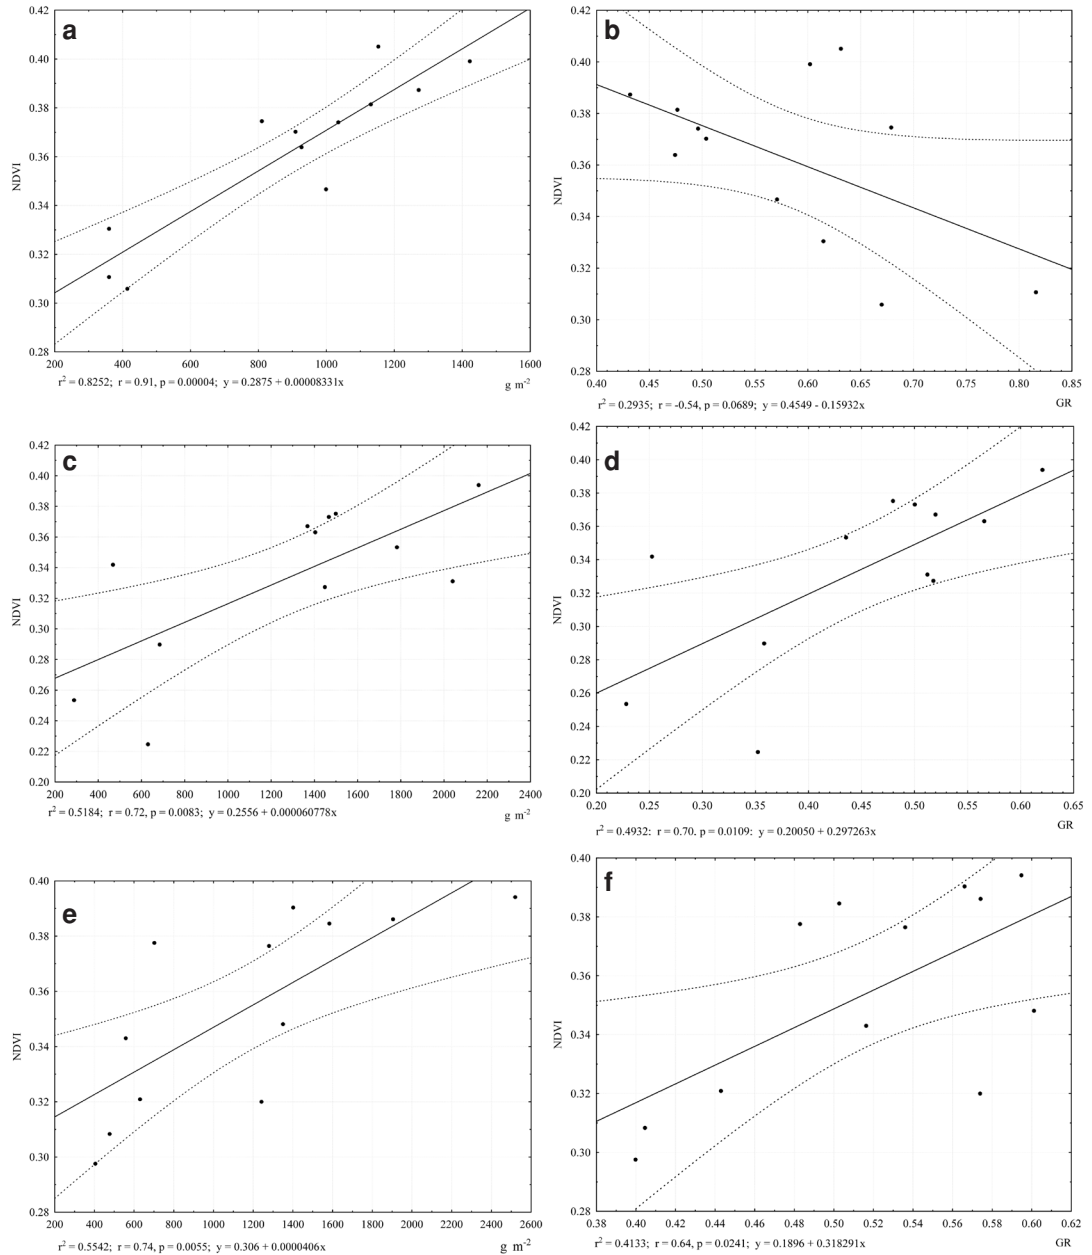 a
0.42
0.40
0.38
0.36
0.34
0.32
0.30
0.28
NDVI
200 400 600 800 1000 1200 1400 1600
r² = 0.8252; r = 0.91, p = 0.00004; y = 0.2875 + 0.00008331x
g m⁻²
b
0.42
0.40
0.38
0.36
0.34
0.32
0.30
0.28
NDVI
0.40 0.45 0.50 0.55 0.60 0.65 0.70 0.75 0.80 0.85
r² = 0.2935; r = -0.54, p = 0.0689; y = 0.4549 - 0.15932x
GR
c
0.42
0.40
0.38
0.36
0.34
0.32
0.30
0.28
0.26
0.24
0.22
0.20
NDVI
200 400 600 800 1000 1200 1400 1600 1800 2000 2200 2400
r² = 0.5184; r = 0.72, p = 0.0083; y = 0.2556 + 0.000060778x
g m⁻²
d
0.42
0.40
0.38
0.36
0.34
0.32
0.30
0.28
0.26
0.24
0.22
0.20
NDVI
0.20 0.25 0.30 0.35 0.40 0.45 0.50 0.55 0.60 0.65
r² = 0.4932: r = 0.70, p = 0.0109: y = 0.20050 + 0.297263x
GR
e
0.40
0.38
0.36
0.34
0.32
0.30
0.28
NDVI
200 400 600 800 1000 1200 1400 1600 1800 2000 2200 2400 2600
r² = 0.5542; r = 0.74, p = 0.0055; y = 0.306 + 0.0000406x
g m⁻²
f
0.40
0.38
0.36
0.34
0.32
0.30
0.28
NDVI
0.38 0.40 0.42 0.44 0.46 0.48 0.50 0.52 0.54 0.56 0.58 0.60 0.62
r² = 0.4133; r = 0.64, p = 0.0241; y = 0.1896 + 0.318291x
GR